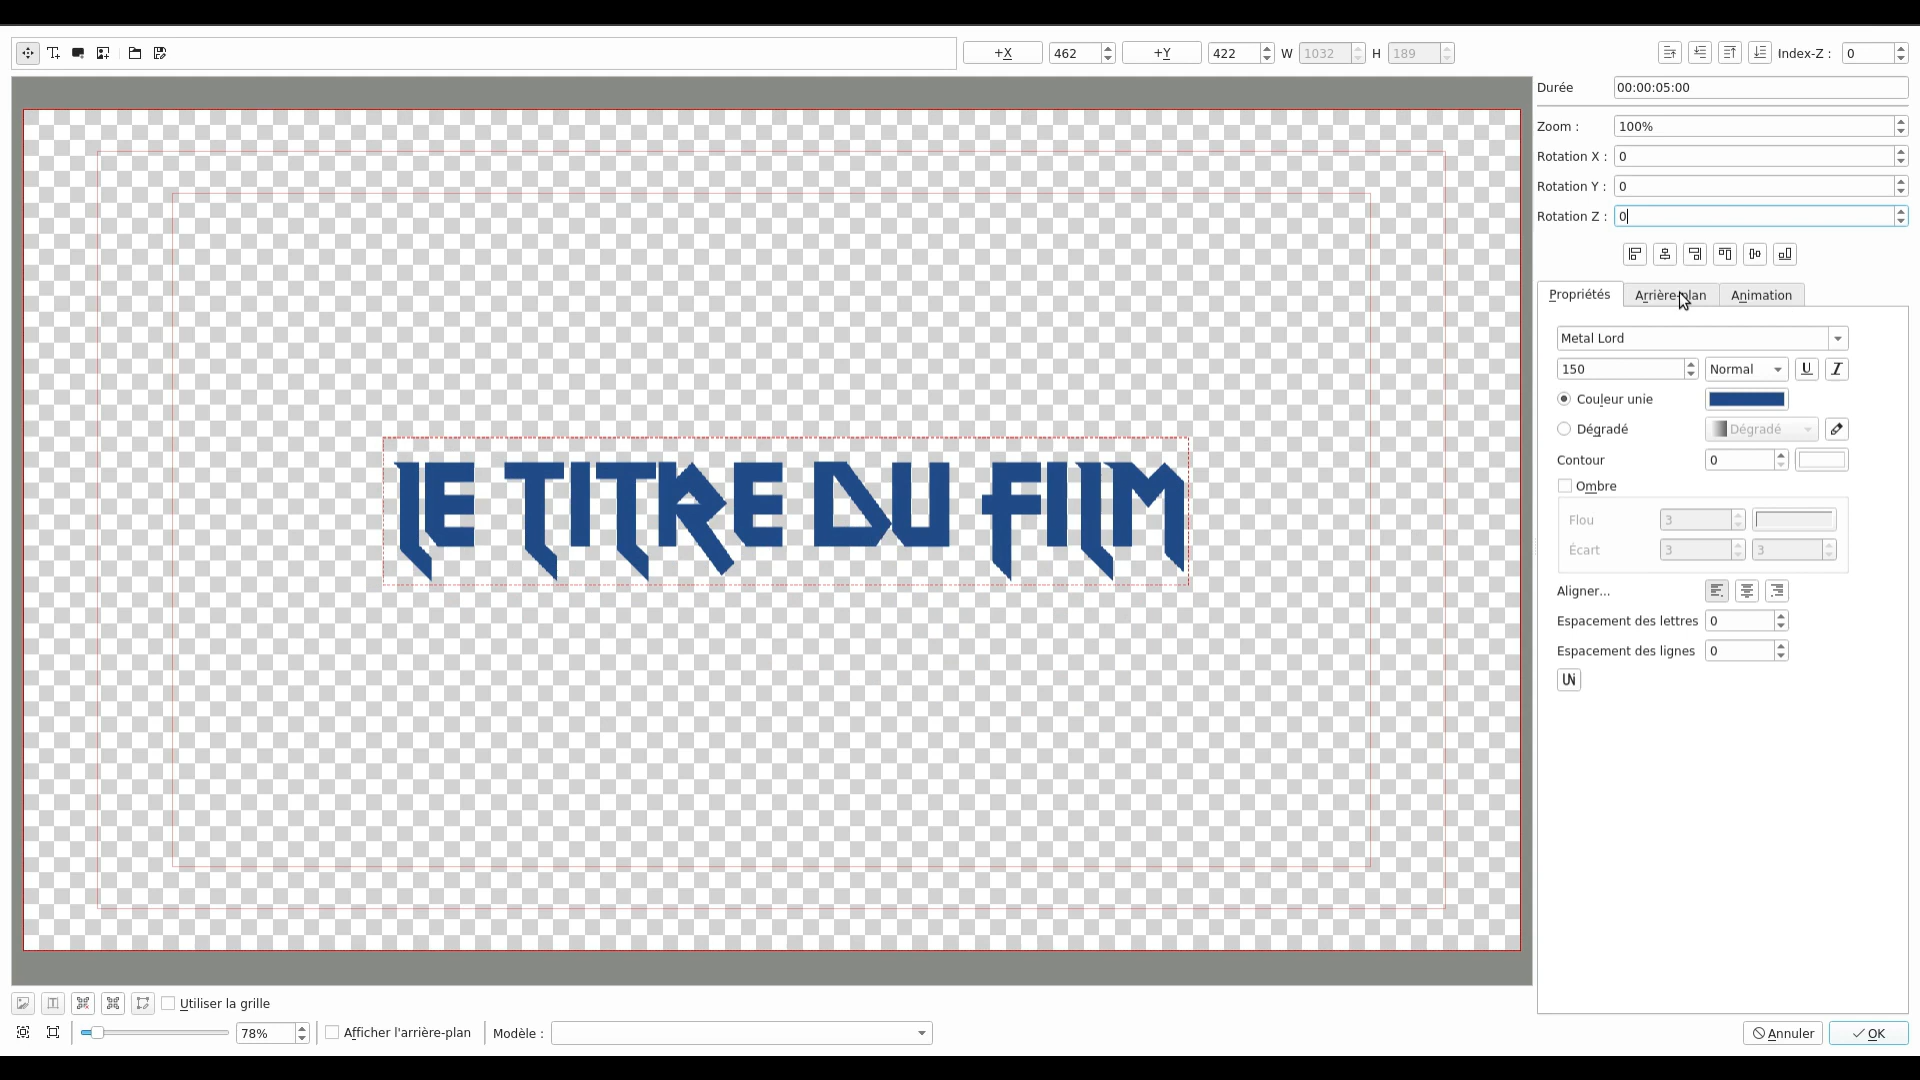 +X 462 +Y 422 W 1032 H 189 Index-Z : 0
Durée 00:00:05:00
Zoom : 100%
Rotation X : 0
Rotation Y : 0
Rotation Z : 0
Propriétés Arrière-plan Animation
Metal Lord
150 Normal U I
Couleur unie
Dégradé Dégradé
Contour 0
Ombre
Flou 3
Écart 3 3
Aligner...
Espacement des lettres 0
Espacement des lignes 0
LE TITRE DU FILM
Utiliser la grille
78% Afficher l'arrière-plan Modèle :
Annuler OK